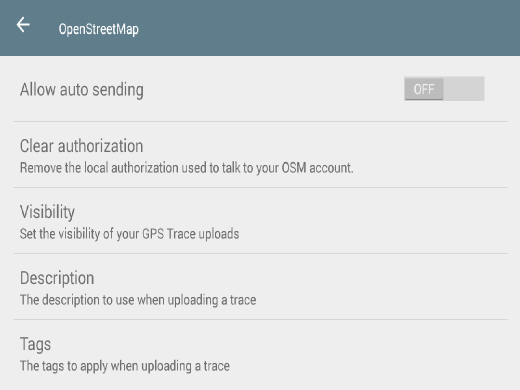 OpenStreetMap
Allow auto sending
OFF
Clear authorization
Remove the local authorization used to talk to your OSM account.
Visibility
Set the visibility of your GPS Trace uploads
Description
The description to use when uploading a trace
Tags
The tags to apply when uploading a trace